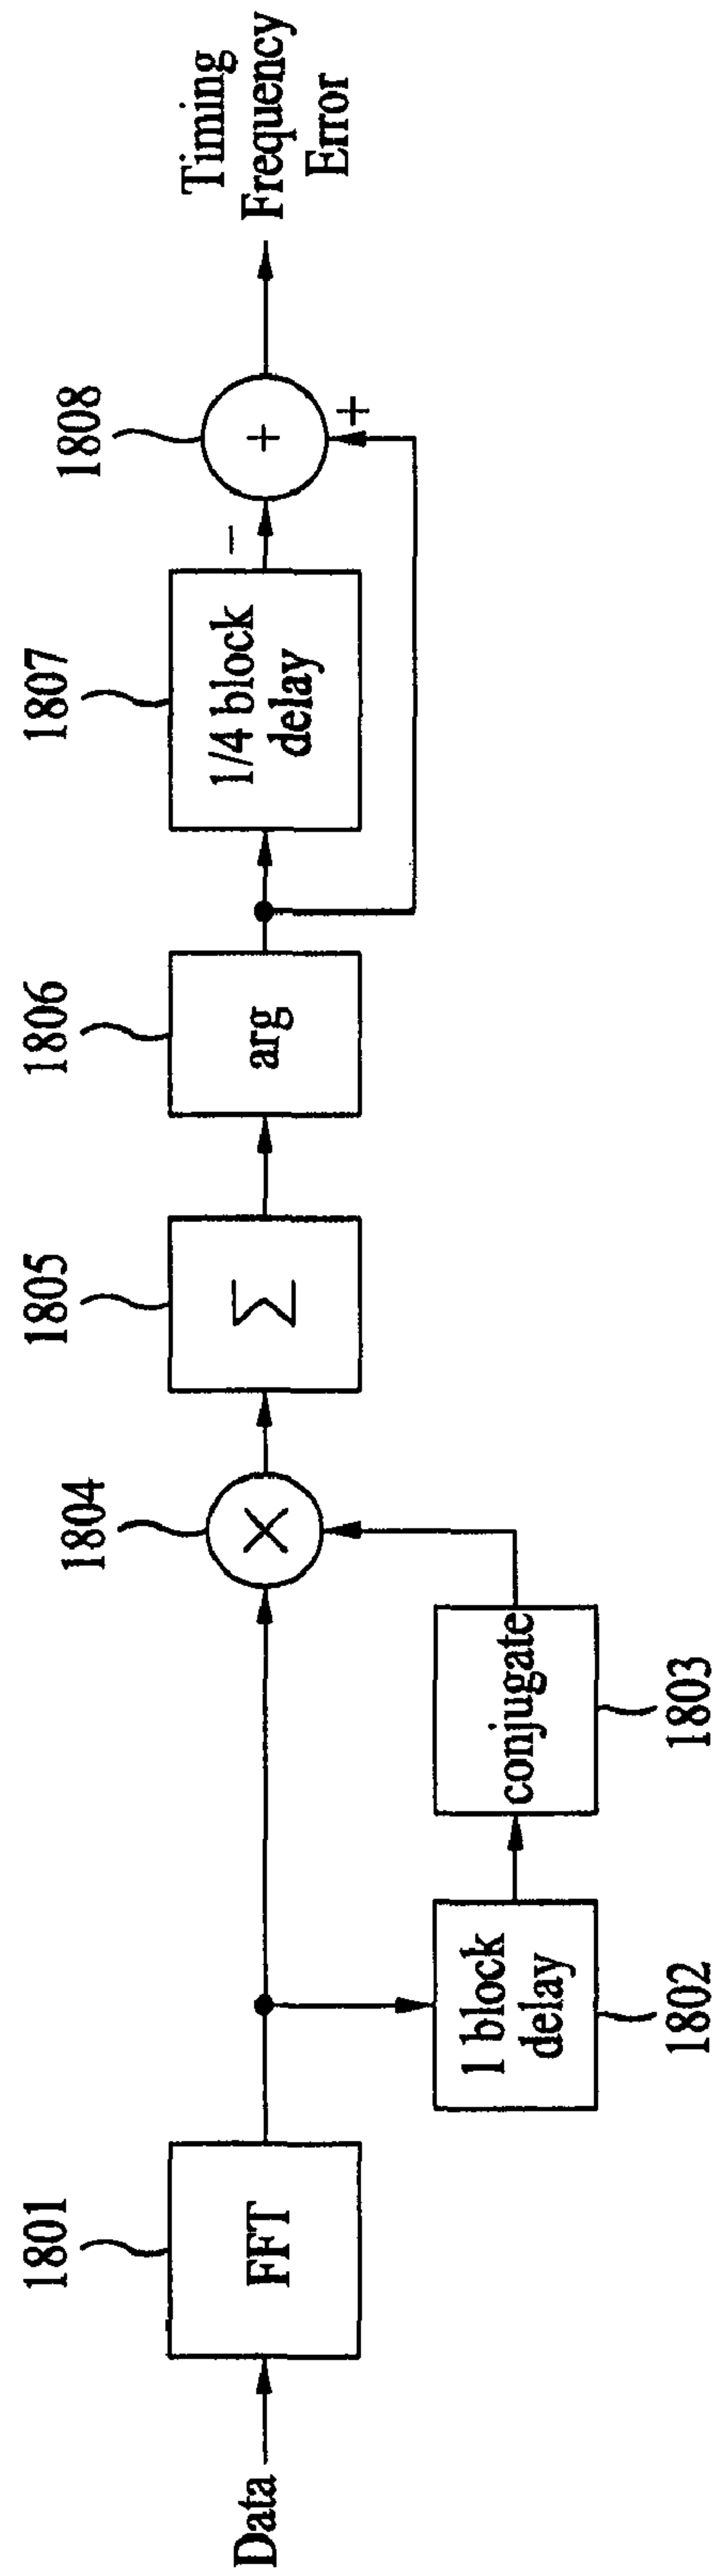 Data
1801
FFT
1 block
delay
1802
conjugate
1803
1804
×
1805
Σ
1806
arg
1807
1/4 block
delay
−
1808
+
+
Timing
Frequency
Error